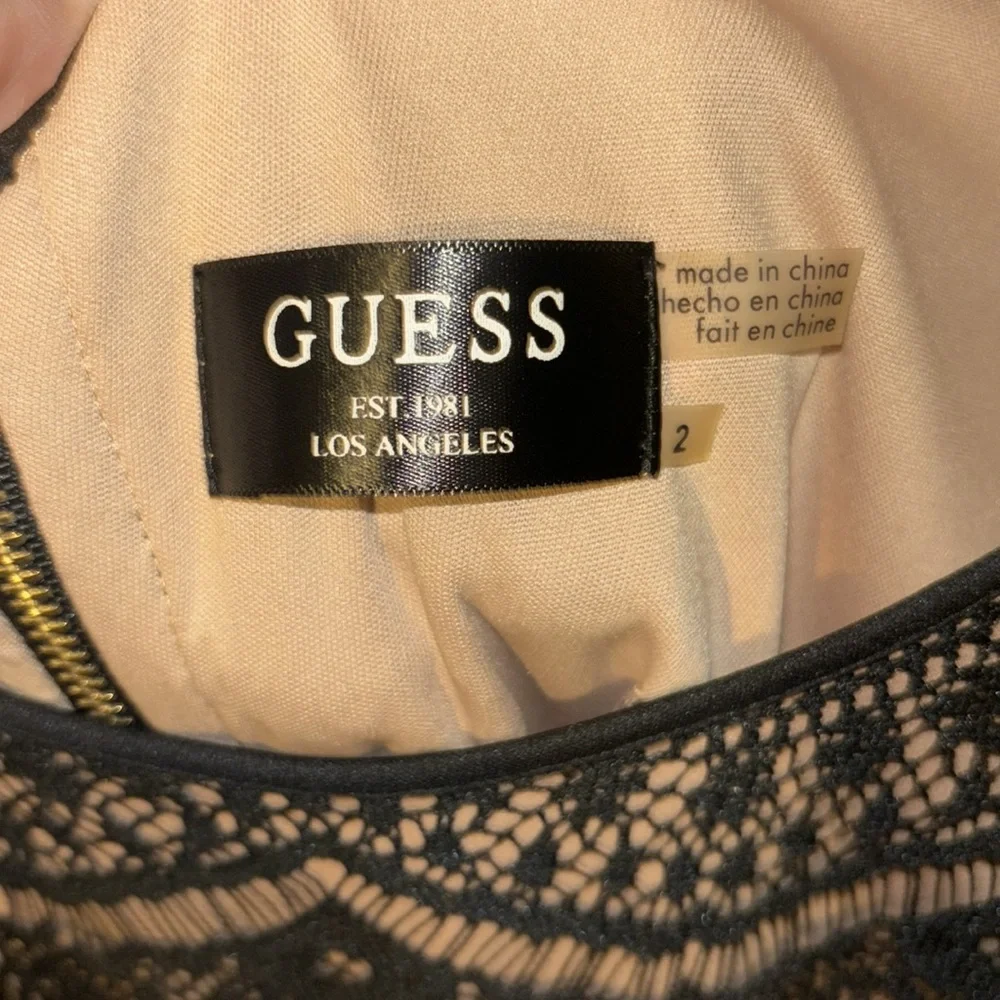 GUESS
EST. 1981
LOS ANGELES
made in china
hecho en china
fait en chine
2